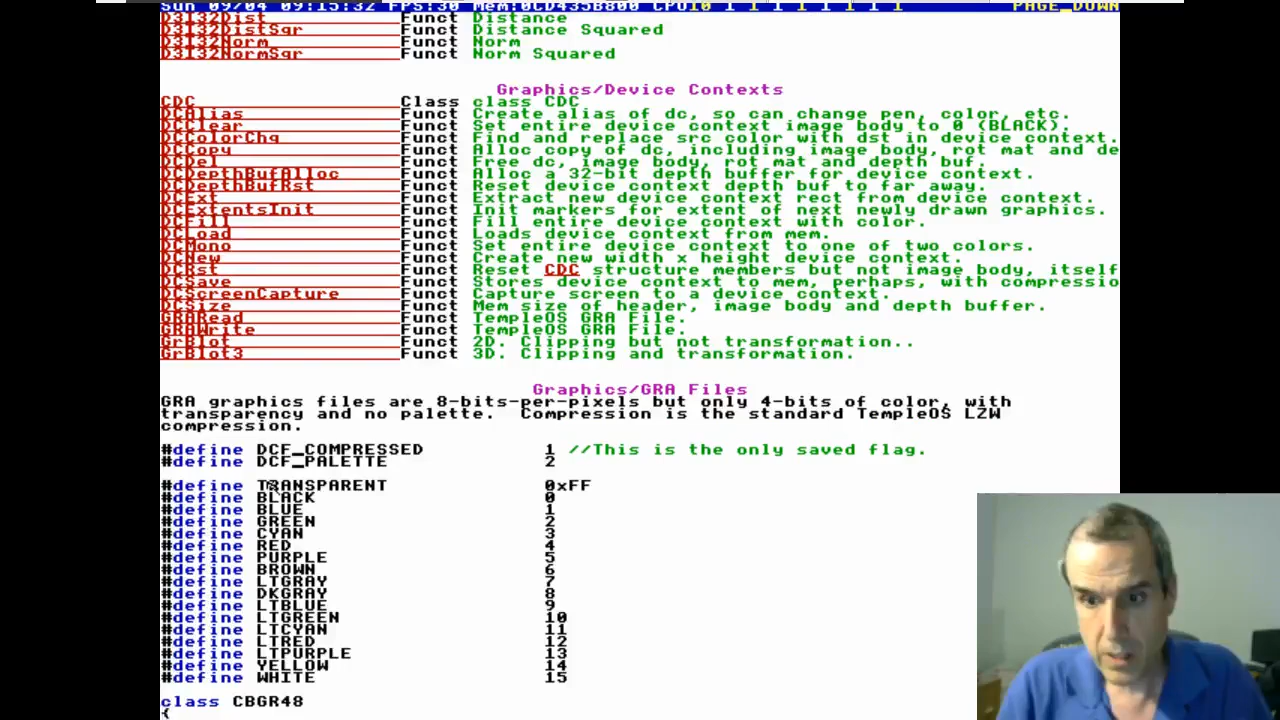 Sun 09/04 09:15:32 FPS:30 Mem:0CD435B800 CPU10 1 1 1 1 1 1 1 PAGE_DOWN
D3I32Dist Funct Distance
D3I32DistSqr Funct Distance Squared
D3I32Norm Funct Norm
D3I32NormSqr Funct Norm Squared
Graphics/Device Contexts
CDC Class class CDC
DCAlias Funct Create alias of dc, so can change pen, color, etc.
DCClear Funct Set entire device context image body to 0 (BLACK).
DCColorChg Funct Find and replace src color with dst in device context.
DCCopy Funct Alloc copy of dc, including image body, rot mat and de
DCDel Funct Free dc, image body, rot mat and depth buf.
DCDepthBufAlloc Funct Alloc a 32-bit depth buffer for device context.
DCDepthBufRst Funct Reset device context depth buf to far away.
DCExt Funct Extract new device context rect from device context.
DCExtentsInit Funct Init markers for extent of next newly drawn graphics.
DCFill Funct Fill entire device context with color.
DCLoad Funct Loads device context from mem.
DCMono Funct Set entire device context to one of two colors.
DCNew Funct Create new width x height device context.
DCRst Funct Reset CDC structure members but not image body, itself
DCSave Funct Stores device context to mem, perhaps, with compressio
DCScreenCapture Funct Capture screen to a device context.
DCSize Funct Mem size of header, image body and depth buffer.
GRARead Funct TempleOS GRA File.
GRAWrite Funct TempleOS GRA File.
GrBlot Funct 2D. Clipping but not transformation..
GrBlot3 Funct 3D. Clipping and transformation.
Graphics/GRA Files
GRA graphics files are 8-bits-per-pixels but only 4-bits of color, with
transparency and no palette. Compression is the standard TempleOS LZW
compression.
#define DCF_COMPRESSED 1 //This is the only saved flag.
#define DCF_PALETTE 2
#define TRANSPARENT 0xFF
#define BLACK 0
#define BLUE 1
#define GREEN 2
#define CYAN 3
#define RED 4
#define PURPLE 5
#define BROWN 6
#define LTGRAY 7
#define DKGRAY 8
#define LTBLUE 9
#define LTGREEN 10
#define LTCYAN 11
#define LTRED 12
#define LTPURPLE 13
#define YELLOW 14
#define WHITE 15
class CBGR48
{